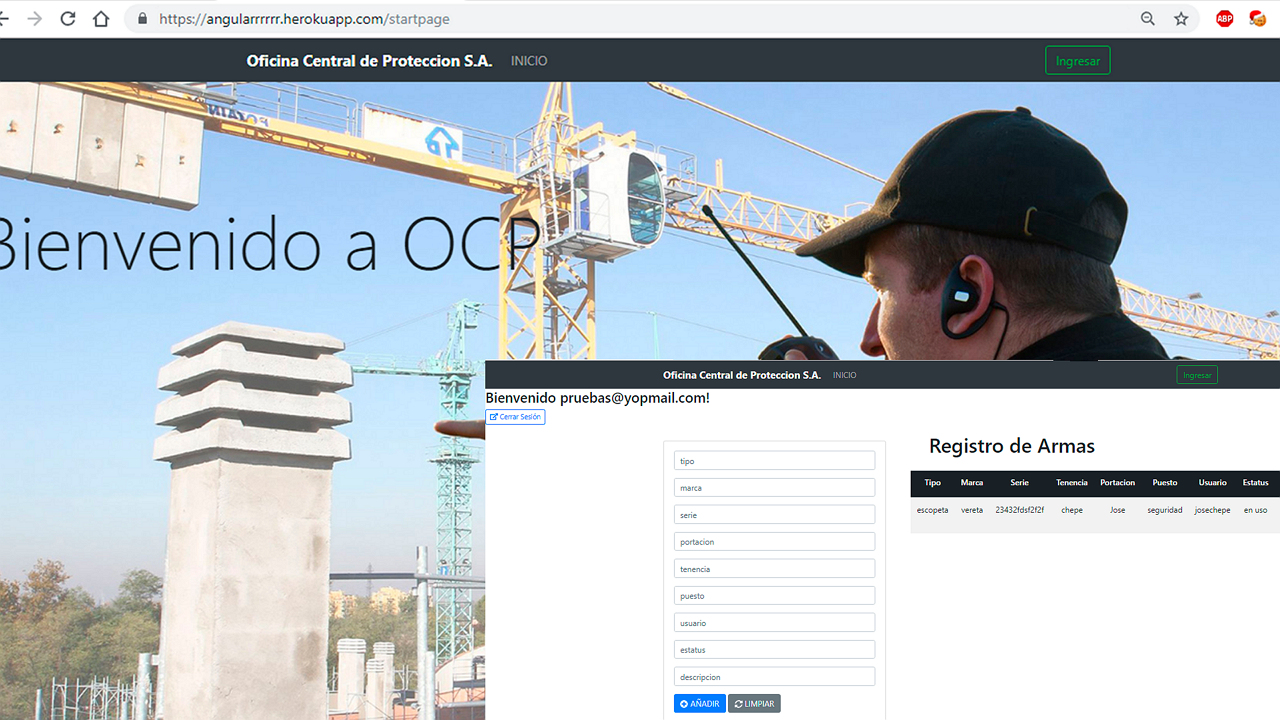 https://angularrrrrr.herokuapp.com/startpage
ABP
Oficina Central de Proteccion S.A. INICIO Ingresar
Bienvenido a OCP
Oficina Central de Proteccion S.A. INICIO Ingresar
Bienvenido pruebas@yopmail.com!
Cerrar Sesión
tipo
marca
serie
portacion
tenencia
puesto
usuario
estatus
descripcion
AÑADIR LIMPIAR
Registro de Armas
Tipo Marca Serie Tenencia Portacion Puesto Usuario Estatus
escopeta vereta 23432fdsf2f2f chepe Jose seguridad josechepe en uso